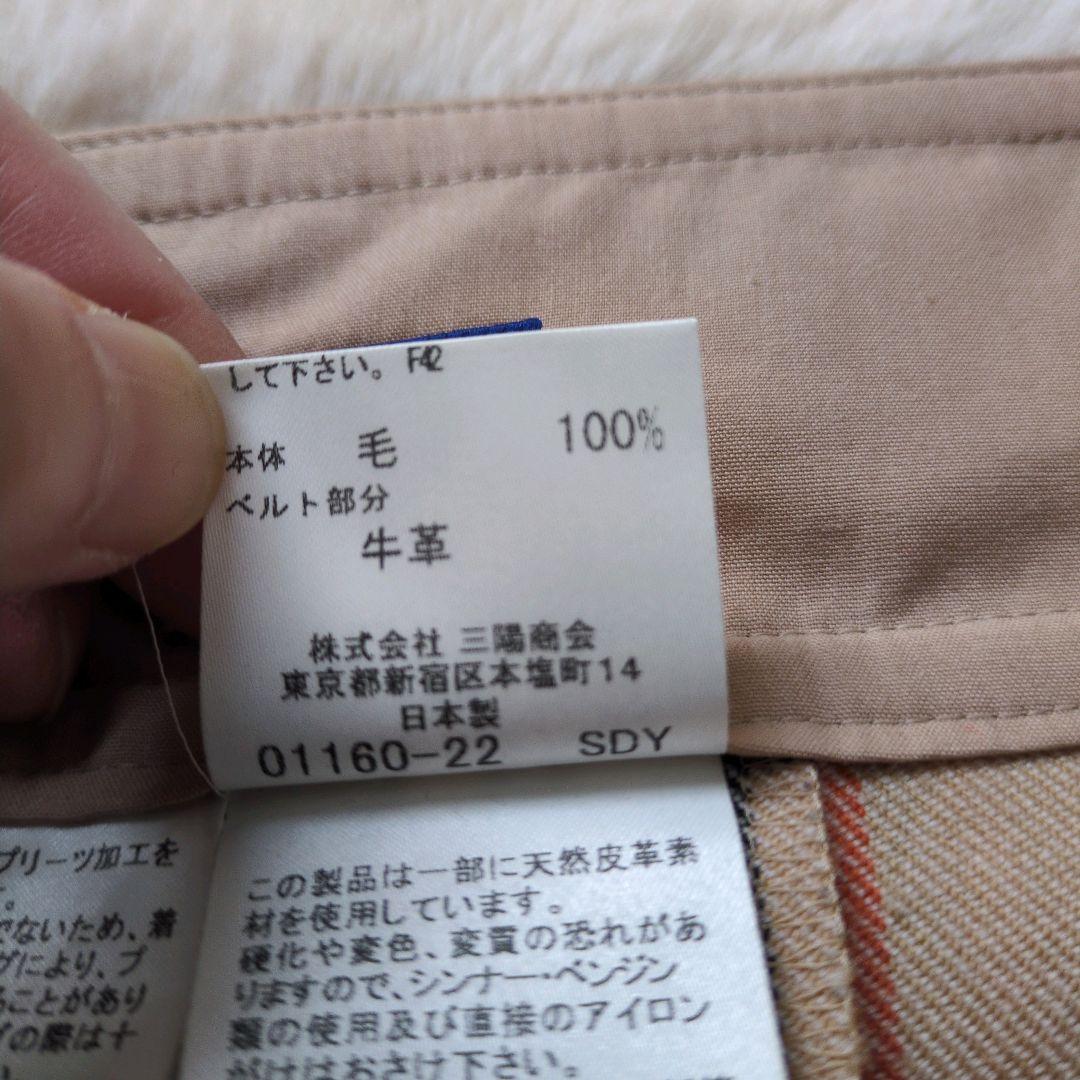 して下さい。 F42
本体 毛 100%
ベルト部分
牛革
株式会社 三陽商会
東京都新宿区本塩町14
日本製
01160-22 SDY
プリーツ加工を
。
でないため、着
グにより、プ
ることがあり
の際は十
この製品は一部に天然皮革素
材を使用しています。
硬化や変色、変質の恐れがあ
りますので、シンナー・ベンジン
類の使用及び直接のアイロン
がけはおさけ下さい。